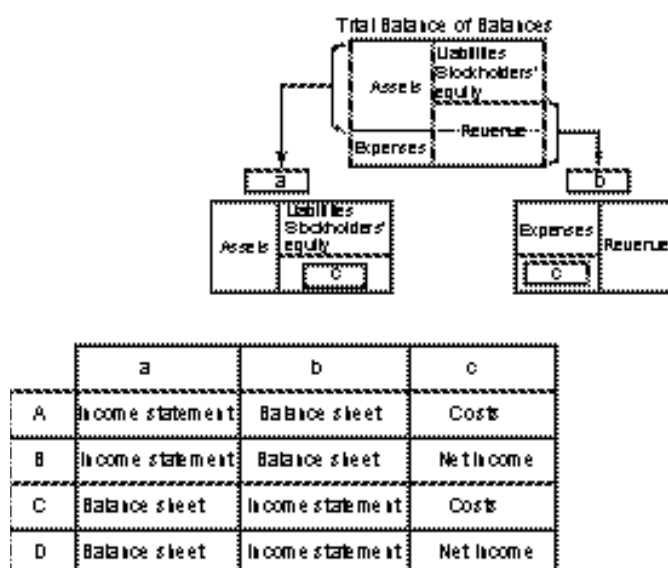 Trial Balance of Balances
Assets
Liabilities
Stockholders'
equity
Revenue
Expenses
a
b
Assets
Liabilities
Stockholders'
equity
c
Expenses
c
Revenue
a b c
A Income statement Balance sheet Costs
B Income statement Balance sheet Net Income
C Balance sheet Income statement Costs
D Balance sheet Income statement Net Income